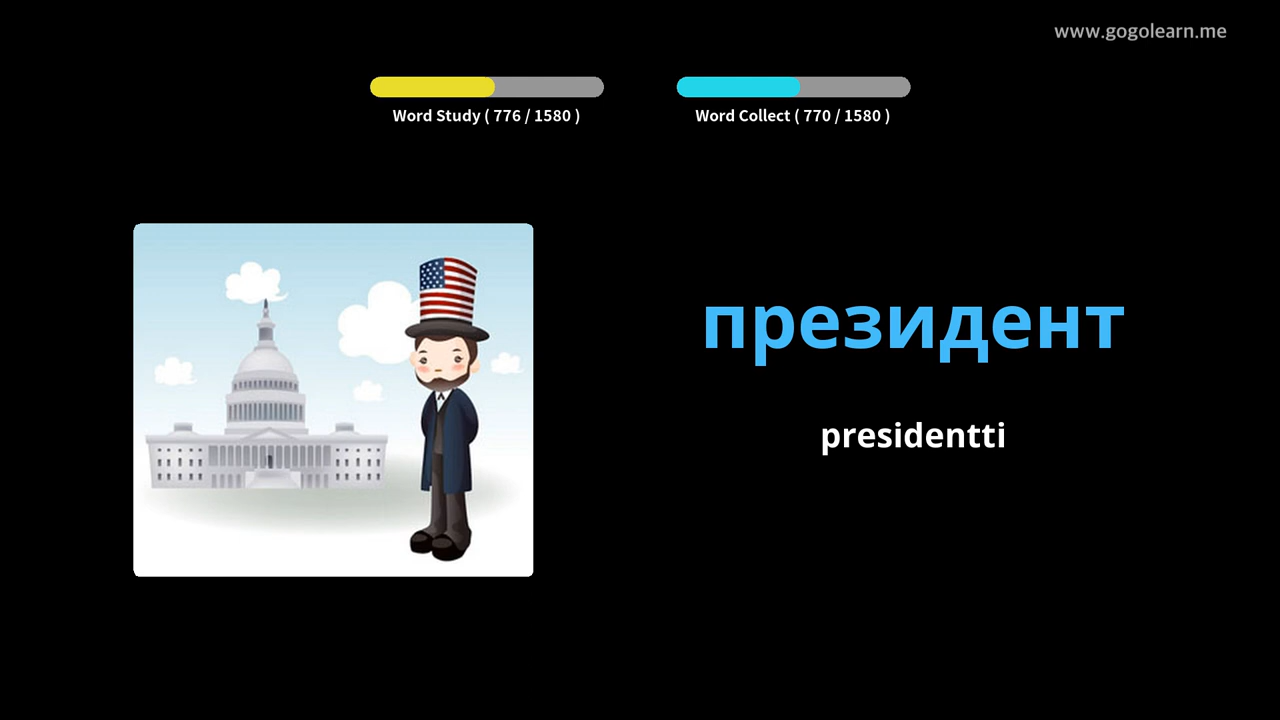 www.gogolearn.me
Word Study ( 776 / 1580 )
Word Collect ( 770 / 1580 )
президент
presidentti